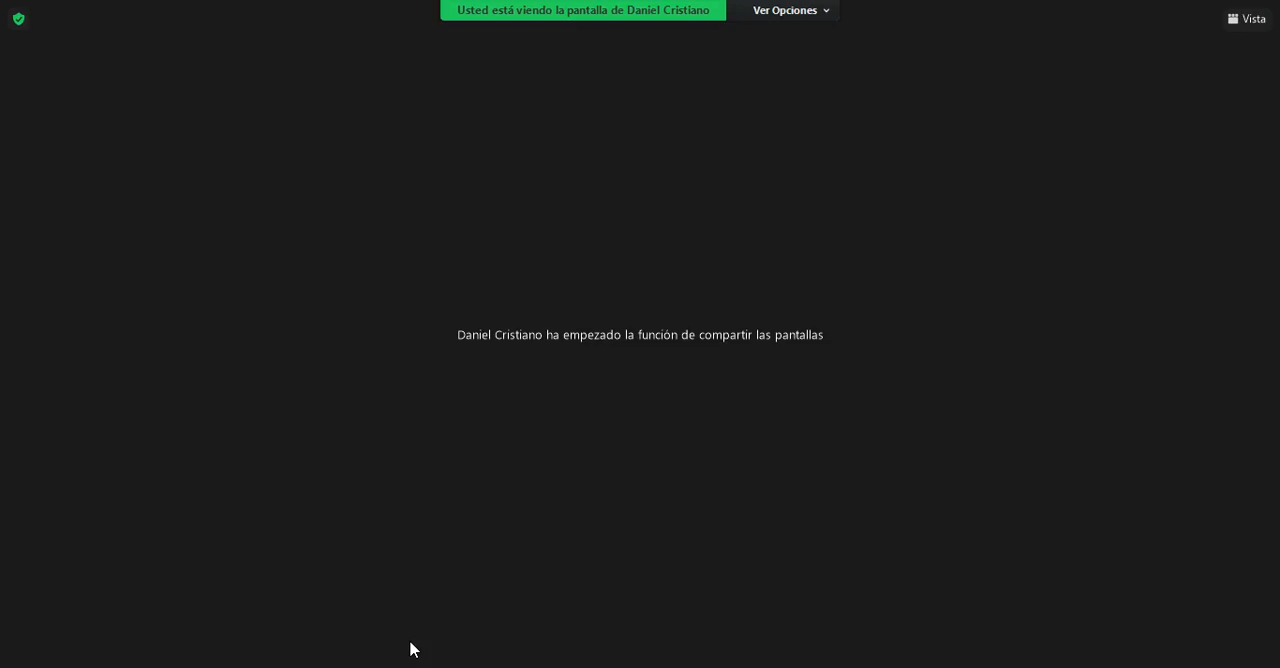 Usted está viendo la pantalla de Daniel Cristiano
Ver Opciones
Vista
Daniel Cristiano ha empezado la función de compartir las pantallas